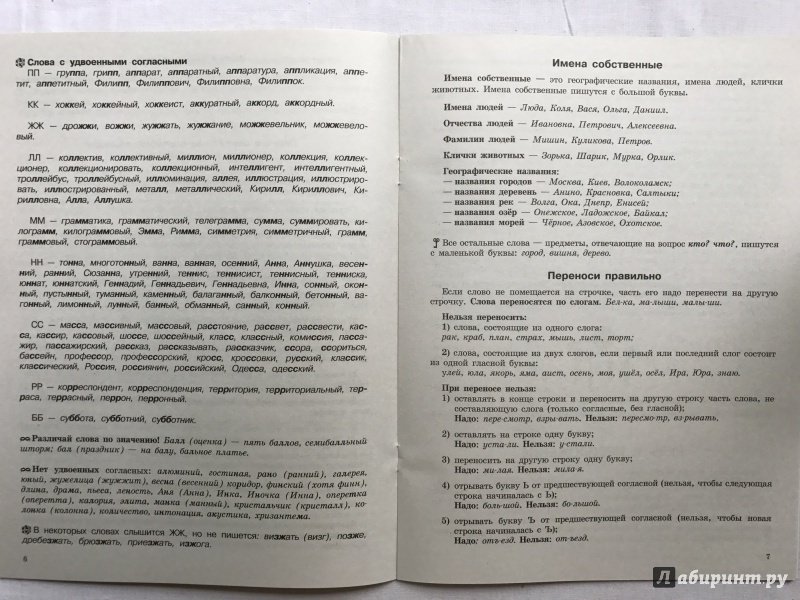 Слова с удвоенными согласными
ПП — группа, грипп, аппарат, аппаратный, аппаратура, аппликация, аппе-
тит, аппетитный, Филипп, Филиппович, Филипповна, Филиппок.
КК — хоккей, хоккейный, хоккеист, аккуратный, аккорд, аккордный.
ЖЖ — дрожжи, вожжи, жужжать, жужжание, можжевельник, можжевело-
вый.
ЛЛ — коллектив, коллективный, миллион, миллионер, коллекция, коллек-
ционер, коллекционировать, коллекционный, интеллигент, интеллигентный,
троллейбус, троллейбусный, иллюминация, аллея, иллюстрация, иллюстриро-
вать, иллюстрированный, металл, металлический, Кирилл, Кириллович, Ки-
рилловна, Алла, Аллушка.
ММ — грамматика, грамматический, телеграмма, сумма, суммировать, ки-
лограмм, килограммовый, Эмма, Римма, симметрия, симметричный, грамм,
граммовый, стограммовый.
НН — тонна, многотонный, ванна, ванная, осенний, Анна, Аннушка, весен-
ний, ранний, Сюзанна, утренний, теннис, теннисист, теннисный, тенниска,
юннат, юннатский, Геннадий, Геннадьевич, Геннадьевна, Инна, сонный, окон-
ный, пустынный, туманный, каменный, балаганный, балконный, бетонный, ва-
гонный, лимонный, лунный, банный, обманный, санный, конный.
СС — масса, массивный, массовый, расстояние, рассвет, рассвести, кас-
са, кассир, кассовый, шоссе, шоссейный, класс, классный, комиссия, пасса-
жир, пассажирский, рассказ, рассказывать, рассказчик, ссора, ссориться,
бассейн, профессор, профессорский, кросс, кроссовки, русский, классик,
классический, Россия, россиянин, российский, Одесса, одесский.
РР — корреспондент, корреспонденция, территория, территориальный, тер-
раса, террасный, перрон, перронный.
ББ — суббота, субботний, субботник.
Различай слова по значению! Балл (оценка) — пять баллов, семибалльный
шторм; бал (праздник) — на балу, бальное платье.
Нет удвоенных согласных: алюминий, гостиная, рано (ранний), галерея,
юный, жужелица (жужжит), весна (весенний) коридор, финский (хотя финн),
длина, драма, пьеса, леность, Аня (Анна), Инка, Иночка (Инна), оперетка
(оперетта), калория, элита, манка (манный), кристальчик (кристалл), ко-
лонка (колонна), количество, интонация, акустика, хризантема.
В некоторых словах слышится ЖЖ, но не пишется: визжать (визг), позже,
дребезжать, брюзжать, приезжать, изжога.
6
Имена собственные
Имена собственные — это географические названия, имена людей, клички
животных. Имена собственные пишутся с большой буквы.
Имена людей — Люда, Коля, Вася, Ольга, Даниил.
Отчества людей — Ивановна, Петрович, Алексеевна.
Фамилии людей — Мишин, Куликова, Петров.
Клички животных — Зорька, Шарик, Мурка, Орлик.
Географические названия:
— названия городов — Москва, Киев, Волоколамск;
— названия деревень — Анино, Красновка, Салтыки;
— названия рек — Волга, Ока, Днепр, Енисей;
— названия озёр — Онежское, Ладожское, Байкал;
— названия морей — Чёрное, Азовское, Охотское.
Все остальные слова — предметы, отвечающие на вопрос кто? что?, пишутся
с маленькой буквы: город, вишня, дерево.
Переноси правильно
Если слово не помещается на строчке, часть его надо перенести на другую
строчку. Слова переносятся по слогам. Бел-ка, ма-лыши, малы-ши.
Нельзя переносить:
1) слова, состоящие из одного слога:
рак, краб, план, страх, мышь, лист, торт;
2) слова, состоящие из двух слогов, если первый или последний слог состоит
из одной гласной буквы:
улей, юла, якорь, яма, аист, осень, моя, ушёл, осёл, Ира, Юра, знаю.
При переносе нельзя:
1) оставлять в конце строки и переносить на другую строку часть слова, не
составляющую слога (только согласные, без гласной);
Надо: пере-смотр, взры-вать. Нельзя: пересмо-тр, вз-рывать.
2) оставлять на строке одну букву;
Надо: уста-ли. Нельзя: у-стали.
3) переносить на другую строку одну букву;
Надо: ми-лая. Нельзя: мила-я.
4) отрывать букву Ь от предшествующей согласной (нельзя, чтобы следующая
строка начиналась с Ь);
Надо: боль-шой. Нельзя: бол-ьшой.
5) отрывать букву Ъ от предшествующей согласной (нельзя, чтобы новая
строка начиналась с Ъ);
Надо: отъ-езд. Нельзя: от-ъезд.
7
Лабиринт.ру